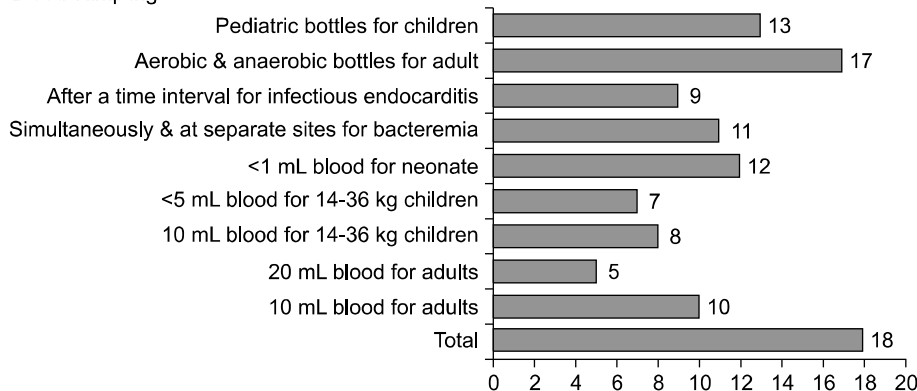 Pediatric bottles for children 13
Aerobic & anaerobic bottles for adult 17
After a time interval for infectious endocarditis 9
Simultaneously & at separate sites for bacteremia 11
<1 mL blood for neonate 12
<5 mL blood for 14-36 kg children 7
10 mL blood for 14-36 kg children 8
20 mL blood for adults 5
10 mL blood for adults 10
Total 18
0 2 4 6 8 10 12 14 16 18 20